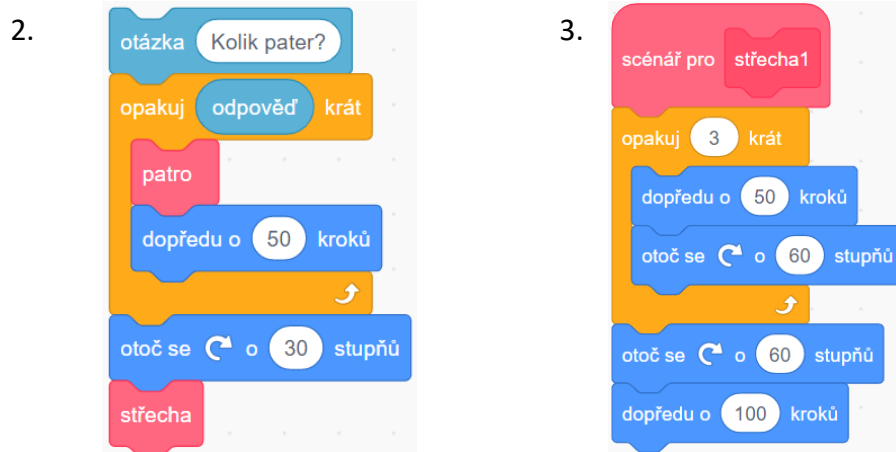 2.
otázka Kolik pater?
opakuj odpověď krát
patro
dopředu o 50 kroků
otoč se o 30 stupňů
střecha
3.
scénář pro střecha1
opakuj 3 krát
dopředu o 50 kroků
otoč se o 60 stupňů
otoč se o 60 stupňů
dopředu o 100 kroků